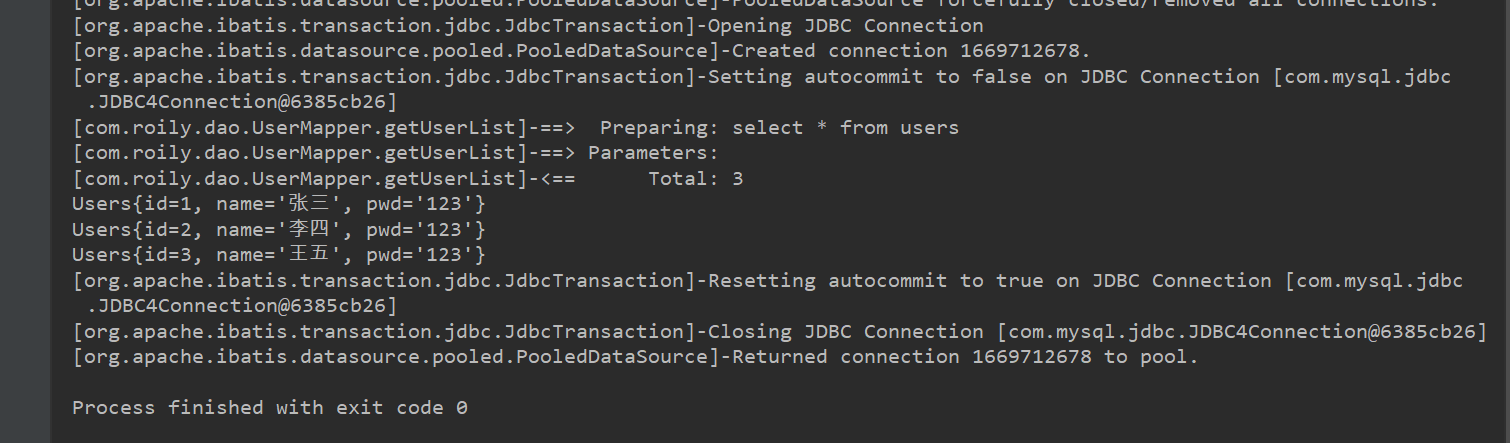 [org.apache.ibatis.datasource.pooled.PooledDataSource]-PooledDataSource forcefully closed/removed all connections.
[org.apache.ibatis.transaction.jdbc.JdbcTransaction]-Opening JDBC Connection
[org.apache.ibatis.datasource.pooled.PooledDataSource]-Created connection 1669712678.
[org.apache.ibatis.transaction.jdbc.JdbcTransaction]-Setting autocommit to false on JDBC Connection [com.mysql.jdbc
.JDBC4Connection@6385cb26]
[com.roily.dao.UserMapper.getUserList]-==>  Preparing: select * from users
[com.roily.dao.UserMapper.getUserList]-==> Parameters:
[com.roily.dao.UserMapper.getUserList]-<==      Total: 3
Users{id=1, name='张三', pwd='123'}
Users{id=2, name='李四', pwd='123'}
Users{id=3, name='王五', pwd='123'}
[org.apache.ibatis.transaction.jdbc.JdbcTransaction]-Resetting autocommit to true on JDBC Connection [com.mysql.jdbc
.JDBC4Connection@6385cb26]
[org.apache.ibatis.transaction.jdbc.JdbcTransaction]-Closing JDBC Connection [com.mysql.jdbc.JDBC4Connection@6385cb26]
[org.apache.ibatis.datasource.pooled.PooledDataSource]-Returned connection 1669712678 to pool.
Process finished with exit code 0